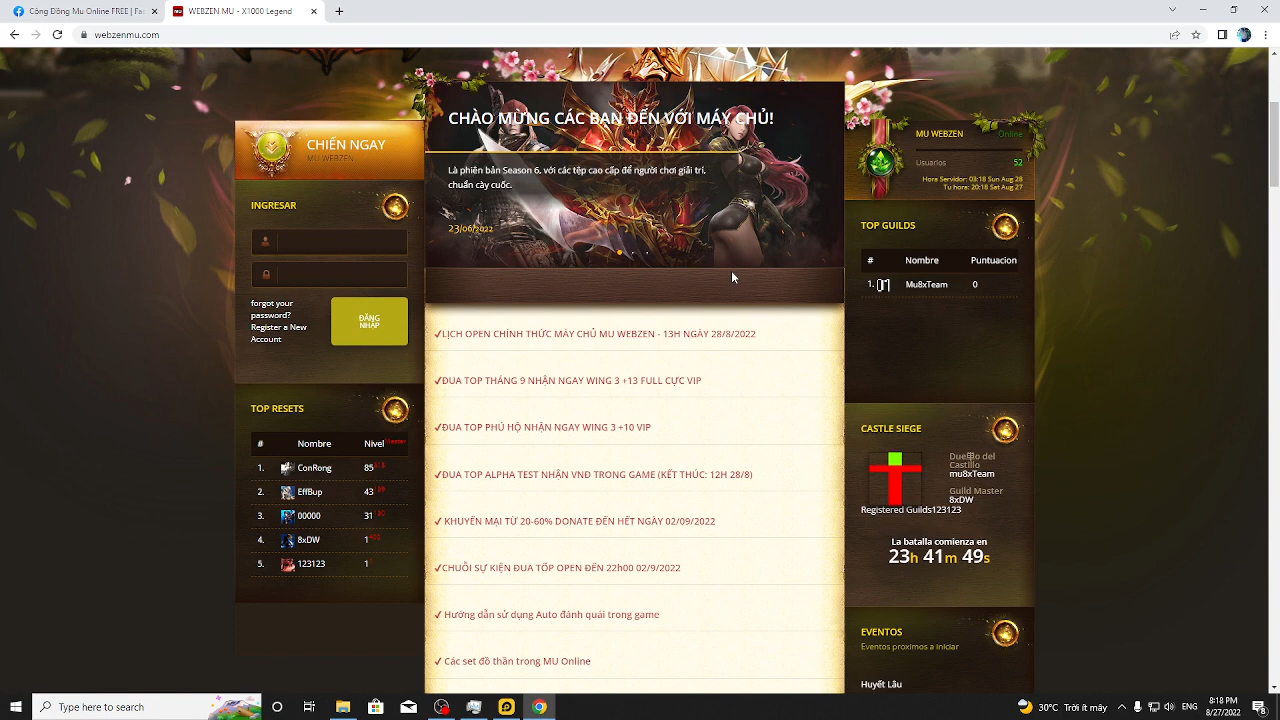 Cộng Dồng Mu Online FREE | Fac
WEBZEN MU - X1000 Legend
webzenmu.com
CHIẾN NGAY
MU WEBZEN
INGRESAR
forgot your
password?
Register a New
Account
ĐĂNG
NHẬP
TOP RESETS
# Nombre Nivel Master
1. ConRong 85
2. EffBup 43
3. 00000 31
4. 8xDW 1
5. 123123 1
CHÀO MỪNG CÁC BẠN ĐẾN VỚI MÁY CHỦ!
Là phiên bản Season 6, với các tệp cao cấp để người chơi giải trí.
chuẩn cày cuốc.
23/06/2022
✓LỊCH OPEN CHÍNH THỨC MÁY CHỦ MU WEBZEN - 13H NGÀY 28/8/2022
✓ĐUA TOP THÁNG 9 NHẬN NGAY WING 3 +13 FULL CỰC VIP
✓ĐUA TOP PHÚ HỘ NHẬN NGAY WING 3 +10 VIP
✓ĐUA TOP ALPHA TEST NHẬN VNĐ TRONG GAME (KẾT THÚC: 12H 28/8)
✓ KHUYẾN MẠI TỪ 20-60% DONATE ĐẾN HẾT NGÀY 02/09/2022
✓CHUỖI SỰ KIỆN ĐUA TỐP OPEN ĐẾN 22h00 02/9/2022
✓ Hướng dẫn sử dụng Auto đánh quái trong game
✓ Các set đồ thần trong MU Online
MU WEBZEN Online
Usuarios 52
Hora Servidor: 03:18 Sun Aug 28
Tu hora: 20:18 Sat Aug 27
TOP GUILDS
# Nombre Puntuacion
1. Mu8xTeam 0
CASTLE SIEGE
Dueño del
Castillo
mu8xTeam
Guild Master
8xDW
Registered Guilds123123
La batalla comienza en
23h 41m 49s
EVENTOS
Eventos proximos a iniciar
Huyết Lâu
Type here to search
30°C
8:18 PM
8/27/2022